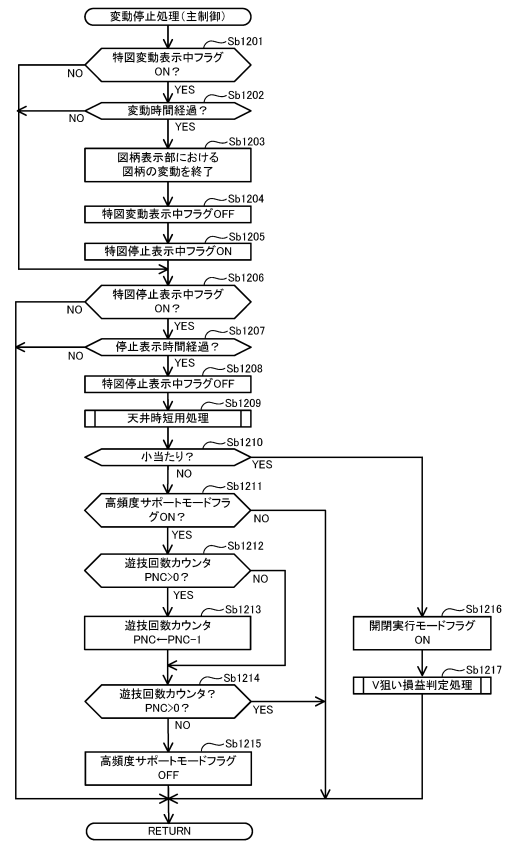 変動停止処理(主制御)
Sb1201
特図変動表示中フラグ
ON?
NO
YES
Sb1202
変動時間経過?
NO
YES
Sb1203
図柄表示部における
図柄の変動を終了
Sb1204
特図変動表示中フラグOFF
Sb1205
特図停止表示中フラグON
Sb1206
特図停止表示中フラグ
ON?
NO
YES
Sb1207
停止表示時間経過?
NO
YES
Sb1208
特図停止表示中フラグOFF
Sb1209
天井時短用処理
Sb1210
小当たり?
YES
NO
Sb1211
高頻度サポートモードフラ
グON?
NO
YES
Sb1212
遊技回数カウンタ
PNC>0?
NO
YES
Sb1213
遊技回数カウンタ
PNC←PNC-1
Sb1214
遊技回数カウンタ?
PNC>0?
YES
NO
Sb1215
高頻度サポートモードフラグ
OFF
Sb1216
開閉実行モードフラグ
ON
Sb1217
V狙い損益判定処理
RETURN